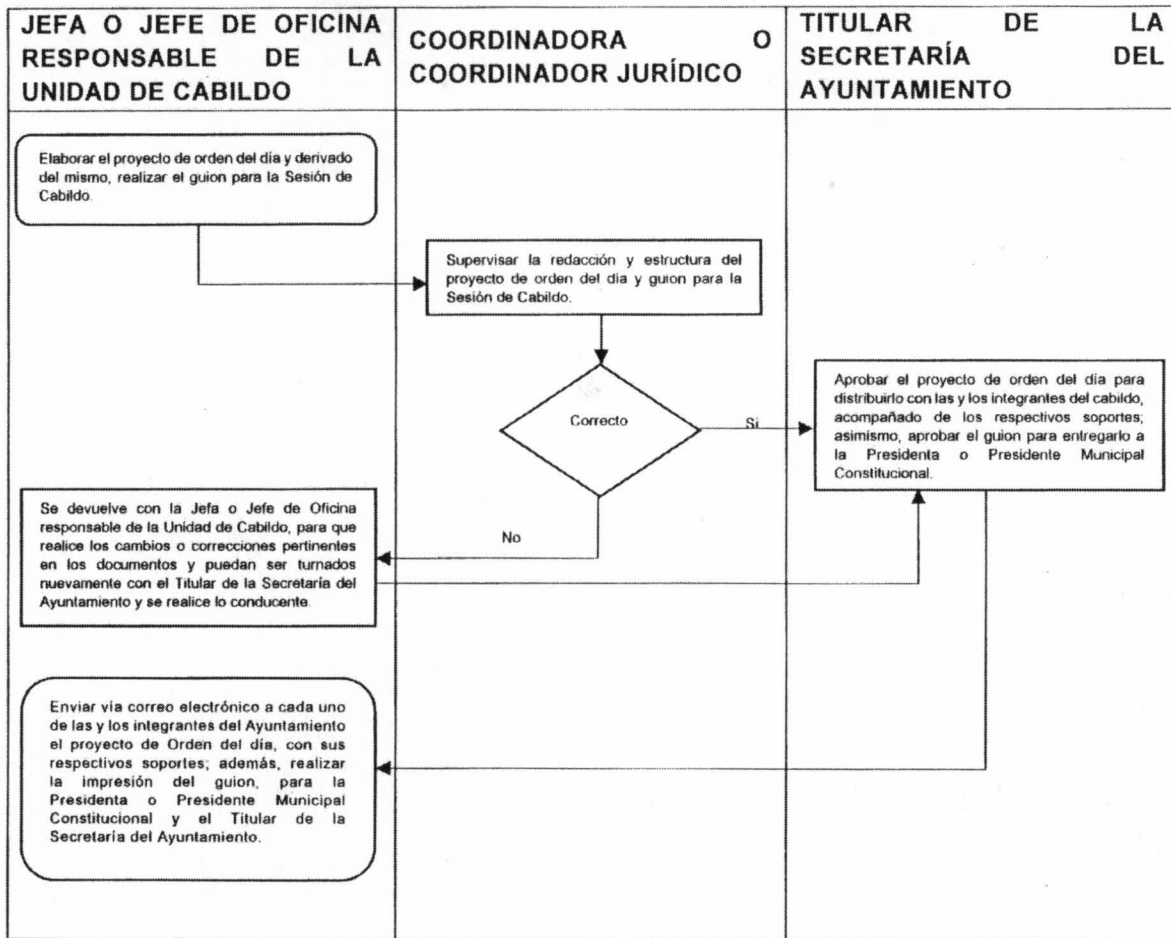 JEFA O JEFE DE OFICINA
RESPONSABLE DE LA
UNIDAD DE CABILDO
COORDINADORA O
COORDINADOR JURÍDICO
TITULAR DE LA
SECRETARÍA DEL
AYUNTAMIENTO
Elaborar el proyecto de orden del día y derivado
del mismo, realizar el guion para la Sesión de
Cabildo.
Supervisar la redacción y estructura del
proyecto de orden del día y guion para la
Sesión de Cabildo.
Correcto
Si
Aprobar el proyecto de orden del día para
distribuirlo con las y los integrantes del cabildo,
acompañado de los respectivos soportes;
asimismo, aprobar el guion para entregarlo a
la Presidenta o Presidente Municipal
Constitucional.
No
Se devuelve con la Jefa o Jefe de Oficina
responsable de la Unidad de Cabildo, para que
realice los cambios o correcciones pertinentes
en los documentos y puedan ser turnados
nuevamente con el Titular de la Secretaría del
Ayuntamiento y se realice lo conducente.
Enviar vía correo electrónico a cada uno
de las y los integrantes del Ayuntamiento
el proyecto de Orden del día, con sus
respectivos soportes; además, realizar
la impresión del guion, para la
Presidenta o Presidente Municipal
Constitucional y el Titular de la
Secretaría del Ayuntamiento.